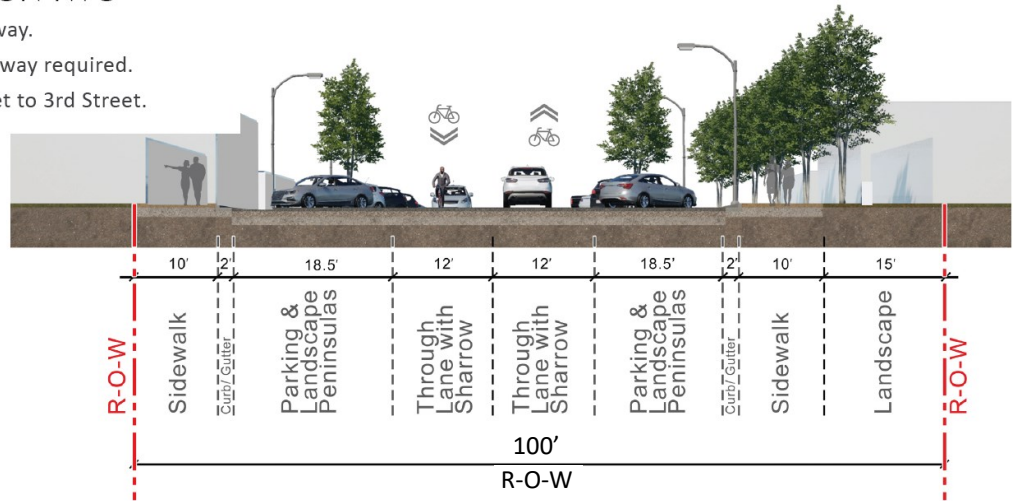 way.
way required.
et to 3rd Street.
10'
2'
18.5'
12'
12'
18.5'
2'
10'
15'
R-O-W
Sidewalk
Curb/ Gutter
Parking &
Landscape
Peninsulas
Through
Lane with
Sharrow
Through
Lane with
Sharrow
Parking &
Landscape
Peninsulas
Curb/ Gutter
Sidewalk
Landscape
R-O-W
100'
R-O-W